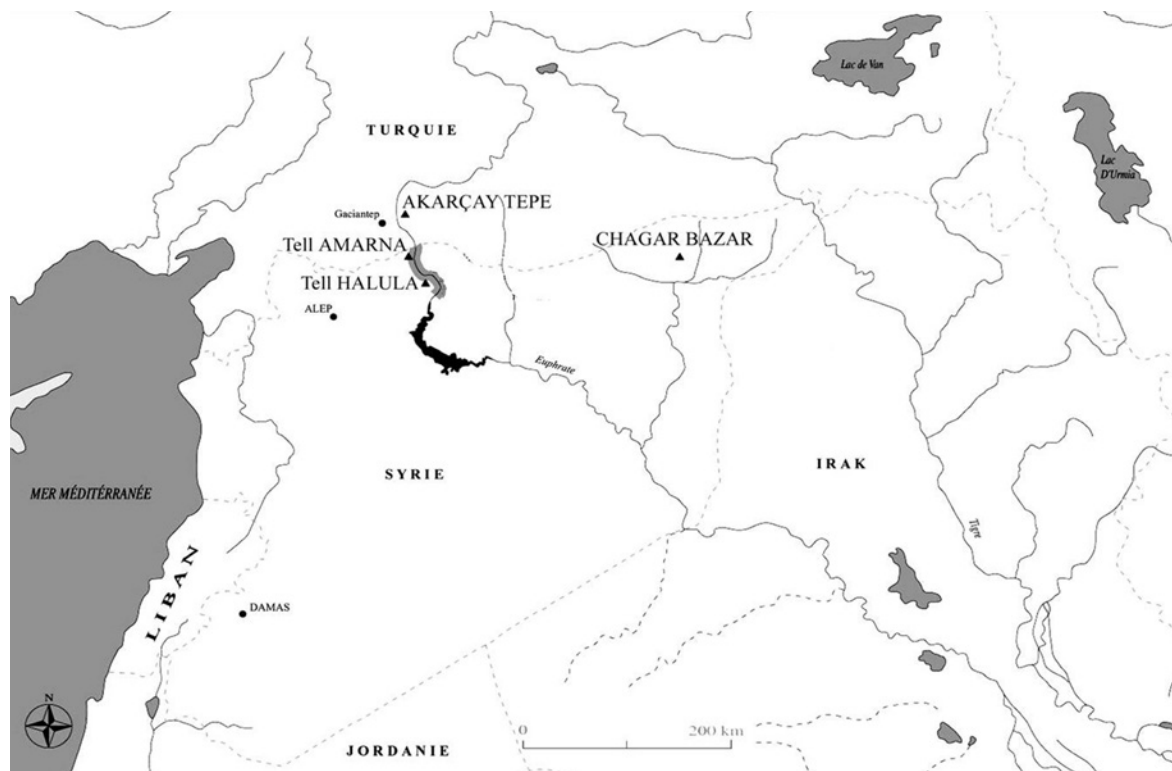 Lac de Van
TURQUIE
Lac
D'Urmia
AKARÇAY TEPE
Gaciantep
Tell AMARNA
CHAGAR BAZAR
Tell HALULA
ALEP
Euphrate
SYRIE
IRAK
MER MÉDITÉRRANÉE
Tigre
LIBAN
DAMAS
N
0
200 km
JORDANIE